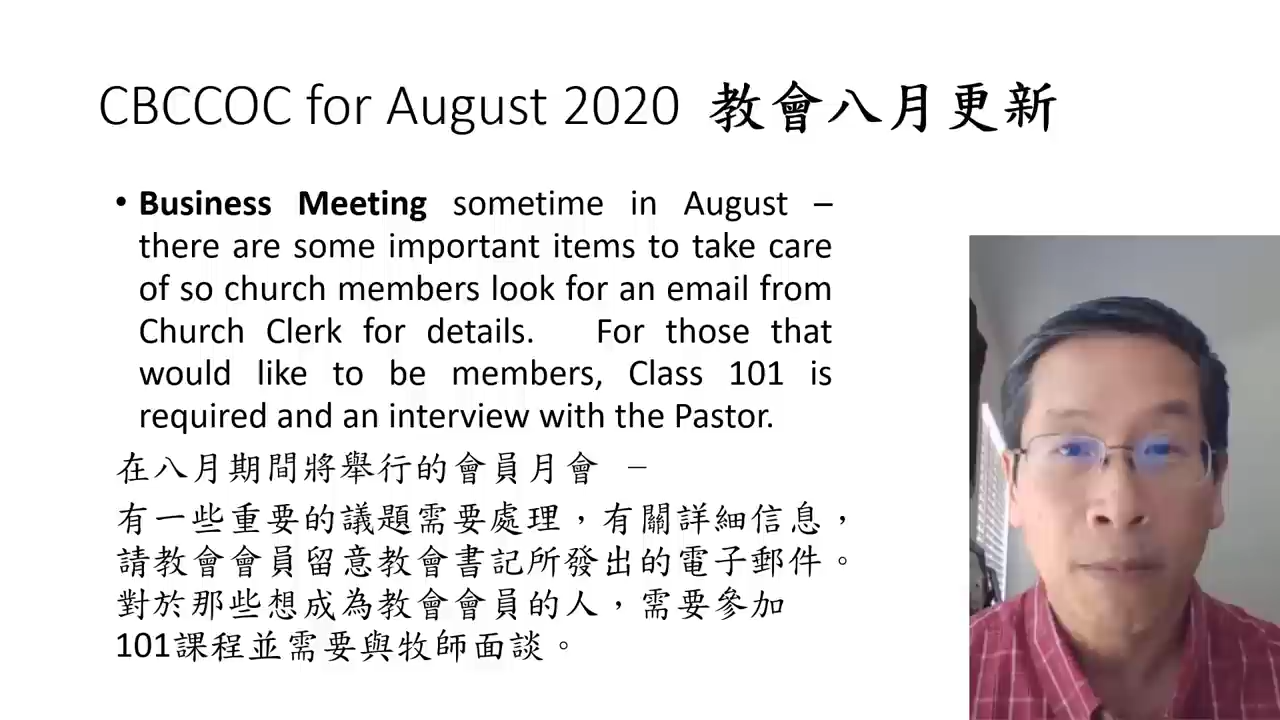 CBCCOC for August 2020 教會八月更新
• Business Meeting sometime in August –
there are some important items to take care
of so church members look for an email from
Church Clerk for details. For those that
would like to be members, Class 101 is
required and an interview with the Pastor.
在八月期間將舉行的會員月會 –
有一些重要的議題需要處理，有關詳細信息，
請教會會員留意教會書記所發出的電子郵件。
對於那些想成為教會會員的人，需要參加
101課程並需要與牧師面談。